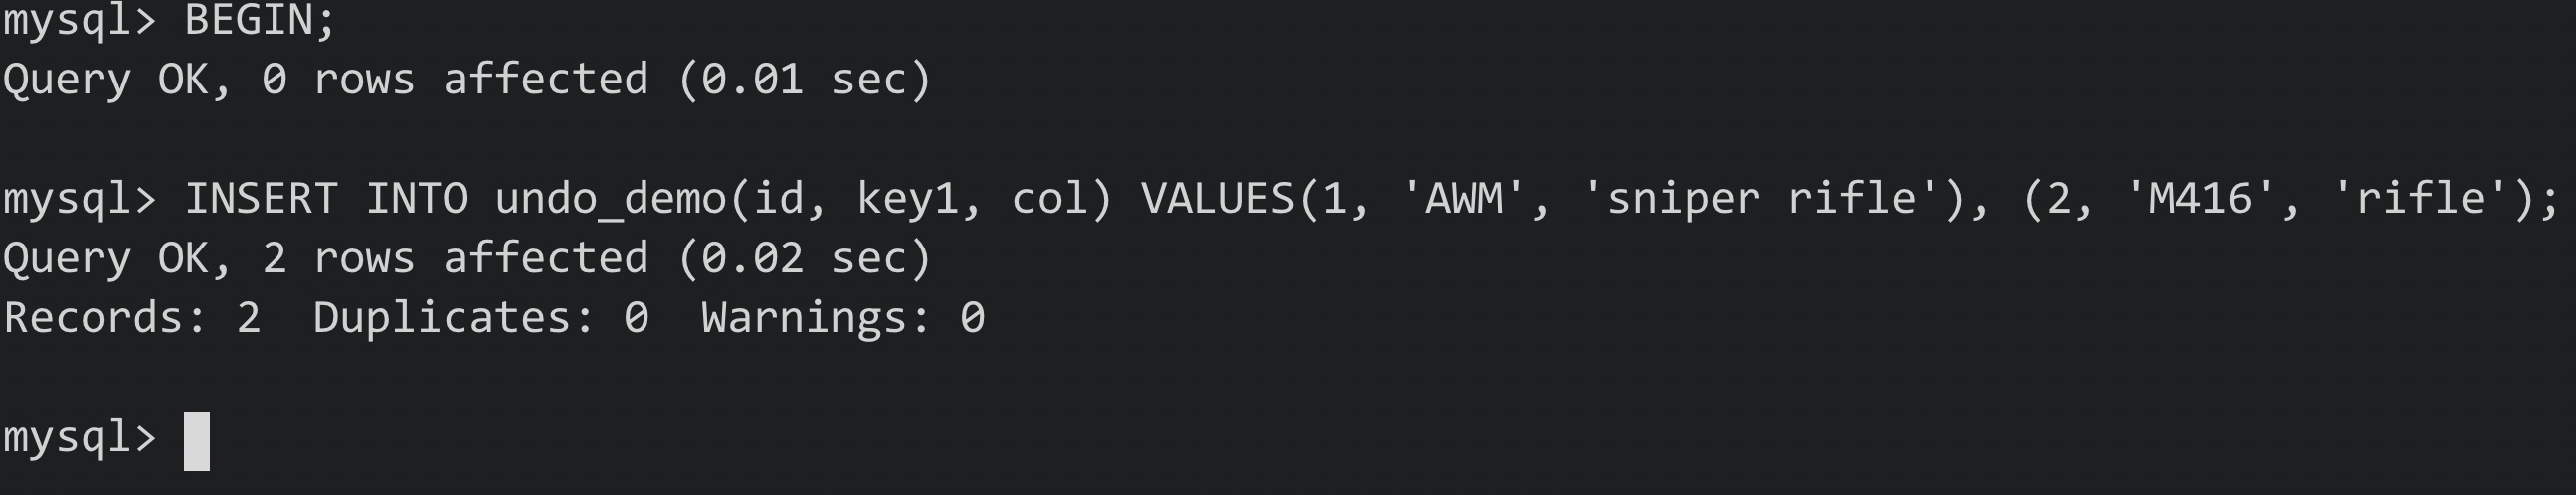 mysql> BEGIN;
Query OK, 0 rows affected (0.01 sec)
mysql> INSERT INTO undo_demo(id, key1, col) VALUES(1, 'AWM', 'sniper rifle'), (2, 'M416', 'rifle');
Query OK, 2 rows affected (0.02 sec)
Records: 2  Duplicates: 0  Warnings: 0
mysql>